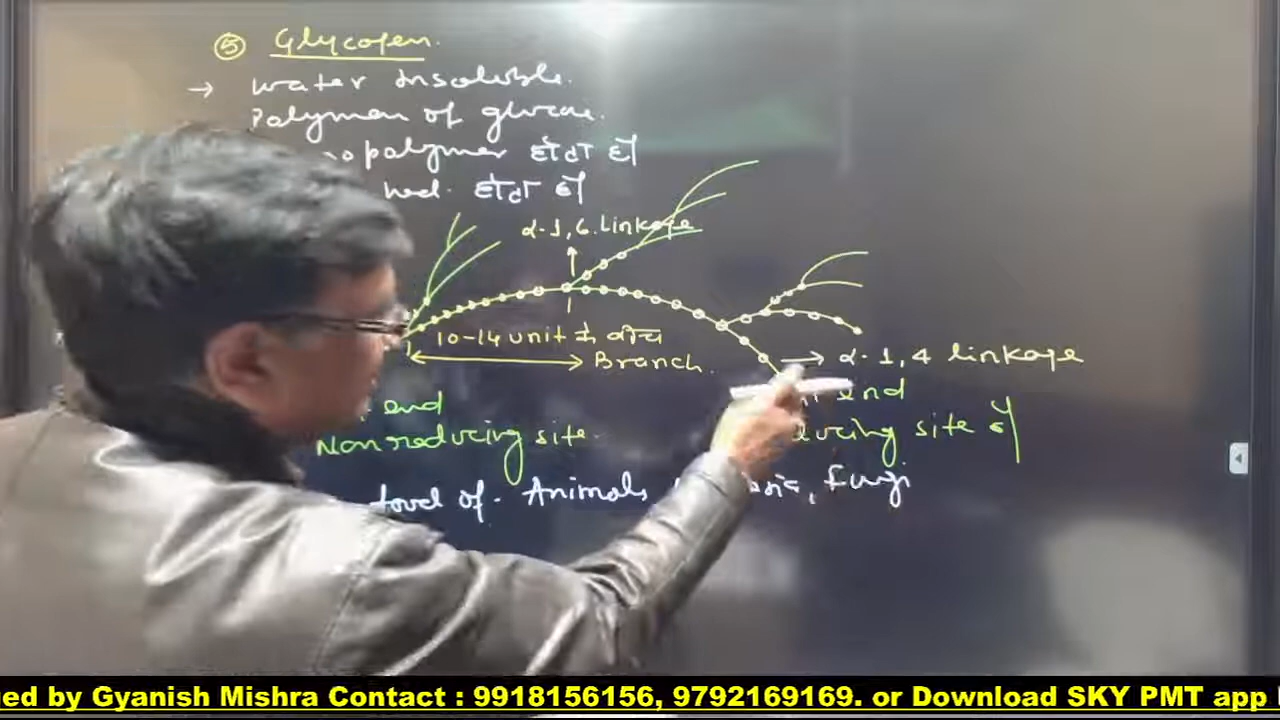 ⑤ Glycogen.
→ water Insoluble.
Polymer of glucose.
polymer होता है
होता है
α-1,6. linkage
10-14 unit के बीच
Branch.
→ α-1,4 linkage
end
end
Non reducing site.
ucing site
of. Animals, fungi
ed by Gyanish Mishra Contact : 9918156156, 9792169169. or Download SKY PMT app